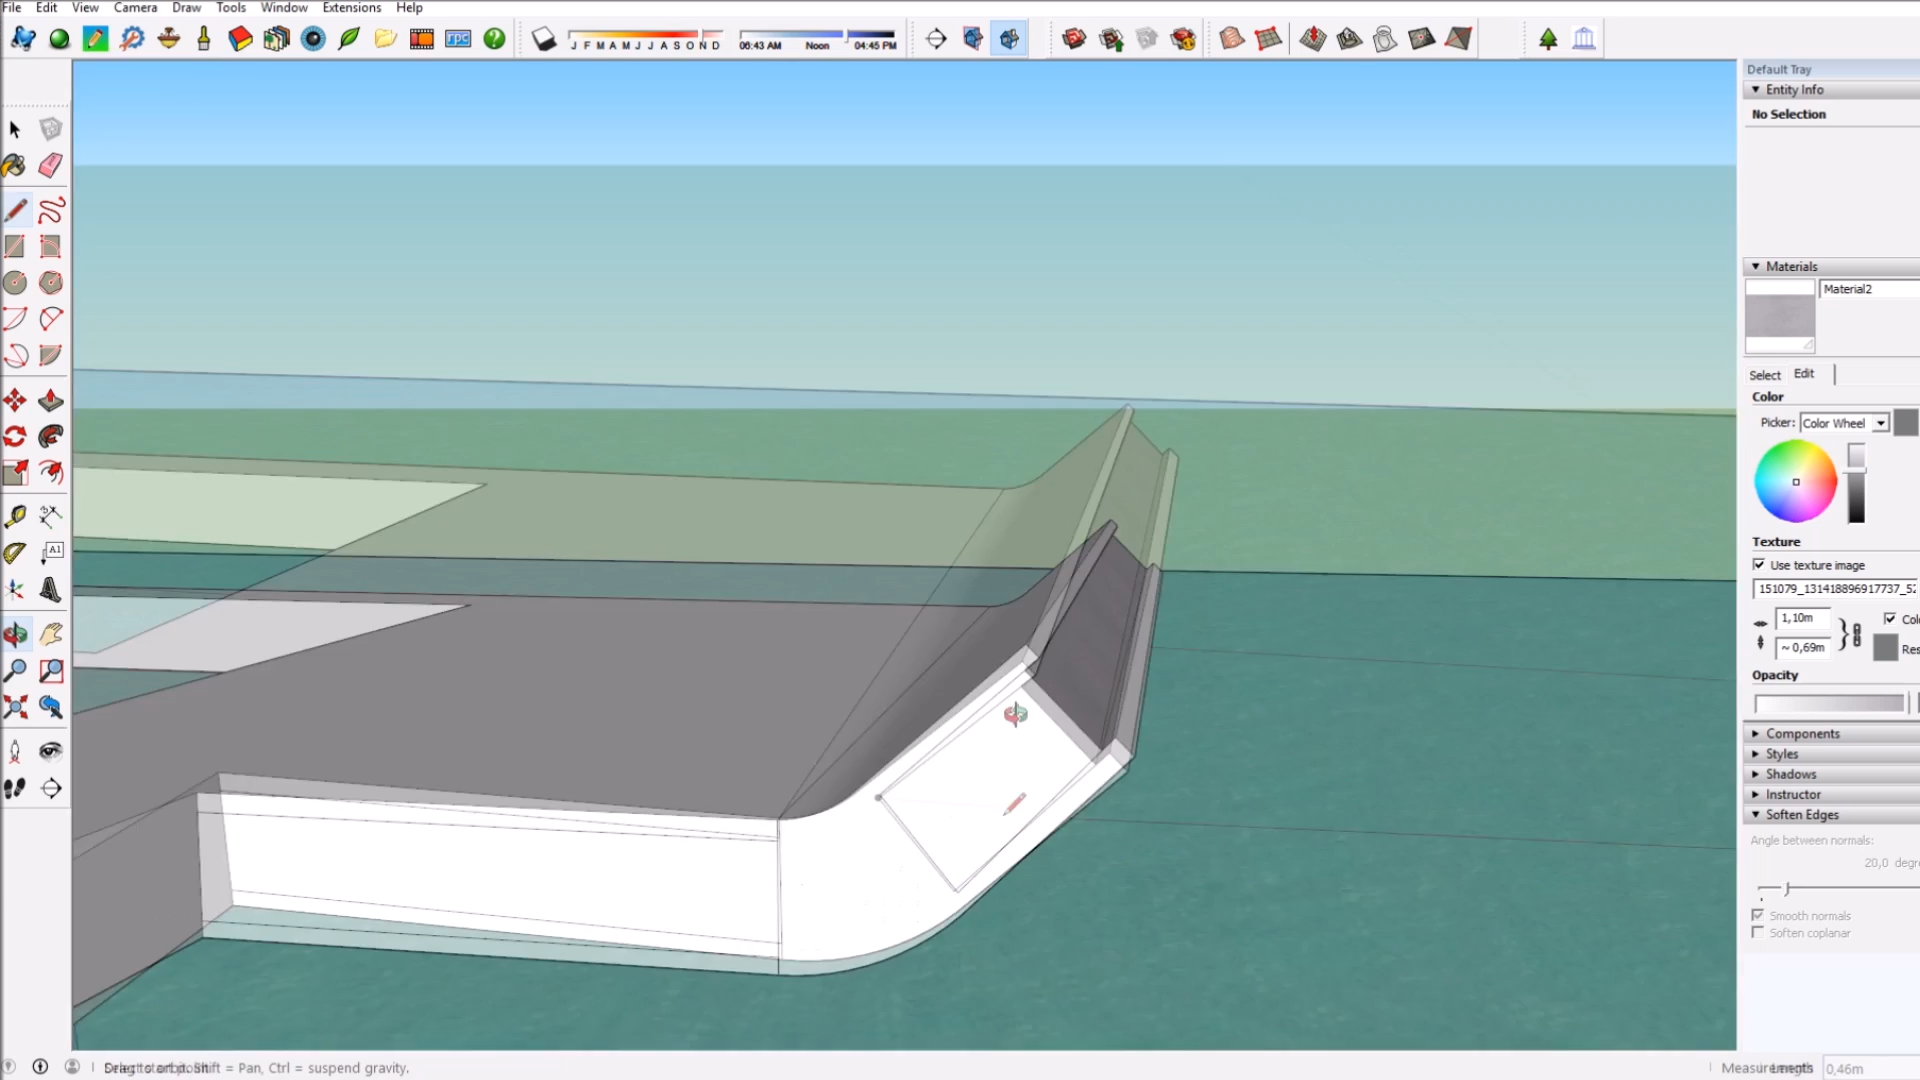 File Edit View Camera Draw Tools Window Extensions Help
J F M A M J J A S O N D
06:43 AM Noon 04:45 PM
rpc
Default Tray
Entity Info
No Selection
Materials
Material2
Select Edit
Color
Picker: Color Wheel
Texture
Use texture image
151079_131418896917737_52
1,10m
~ 0,69m
Opacity
Components
Styles
Shadows
Instructor
Soften Edges
Angle between normals:
20,0
Smooth normals
Soften coplanar
A1
= Pan, Ctrl = suspend gravity.
0,46m